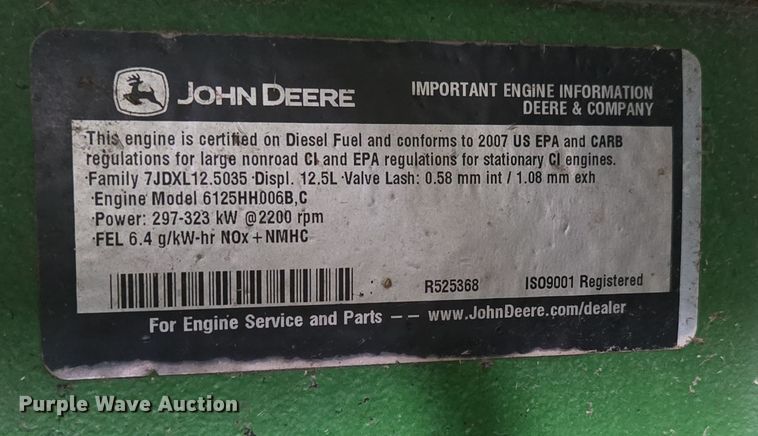 JOHN DEERE
IMPORTANT ENGINE INFORMATION
DEERE & COMPANY
This engine is certified on Diesel Fuel and conforms to 2007 US EPA and CARB
regulations for large nonroad CI and EPA regulations for stationary CI engines.
·Family 7JDXL12.5035 ·Displ. 12.5L ·Valve Lash: 0.58 mm int / 1.08 mm exh
·Engine Model 6125HH006B,C
·Power: 297-323 kW @2200 rpm
·FEL 6.4 g/kW-hr NOx+NMHC
R525368 ISO9001 Registered
For Engine Service and Parts — — www.JohnDeere.com/dealer
Purple Wave Auction